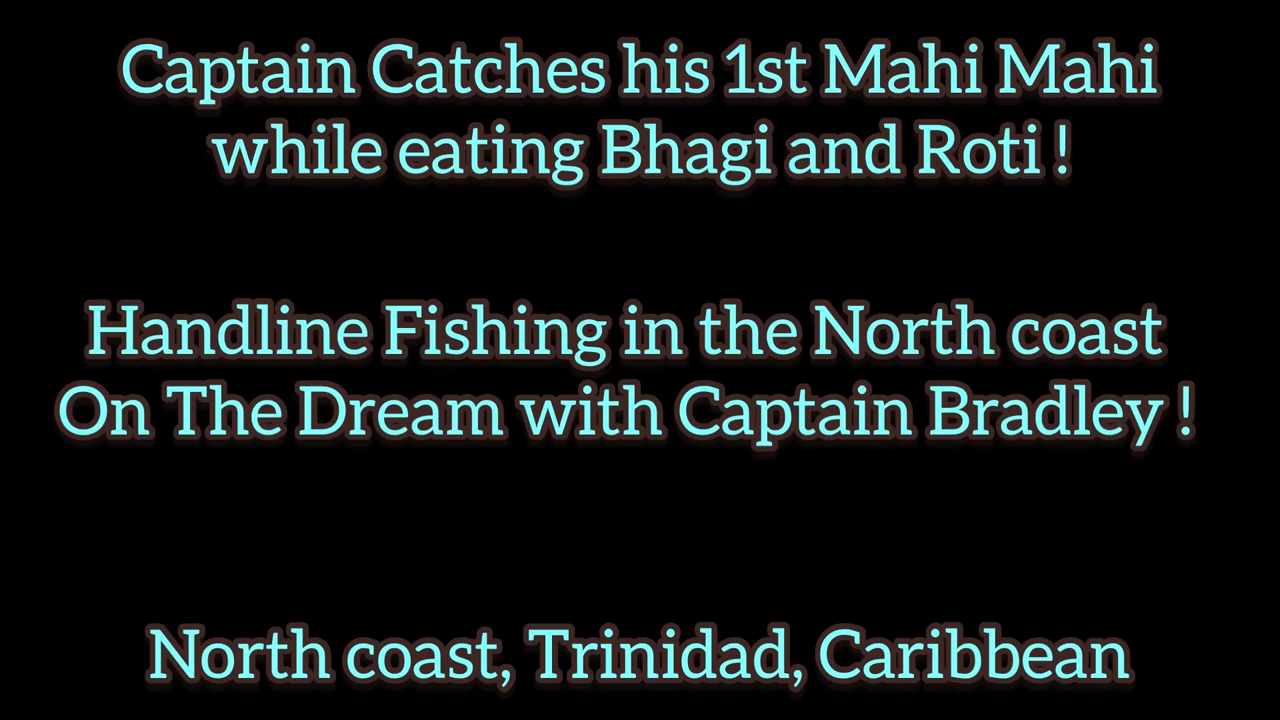 Captain Catches his 1st Mahi Mahi
while eating Bhagi and Roti !
Handline Fishing in the North coast
On The Dream with Captain Bradley !
North coast, Trinidad, Caribbean